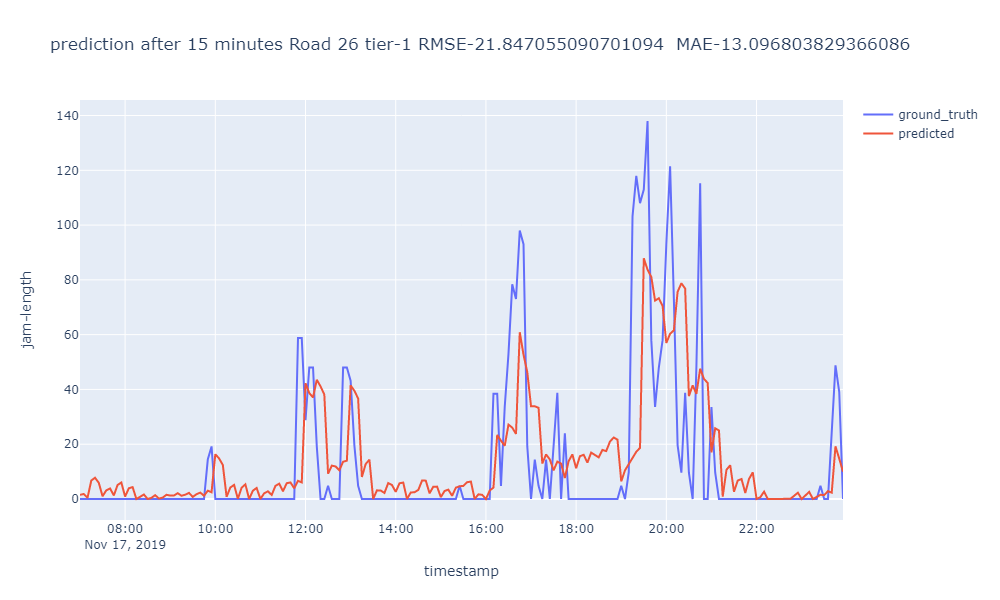 prediction after 15 minutes Road 26 tier-1 RMSE-21.847055090701094  MAE-13.096803829366086
ground_truth
predicted
140
120
100
80
60
40
20
0
jam-length
08:00 10:00 12:00 14:00 16:00 18:00 20:00 22:00
Nov 17, 2019
timestamp